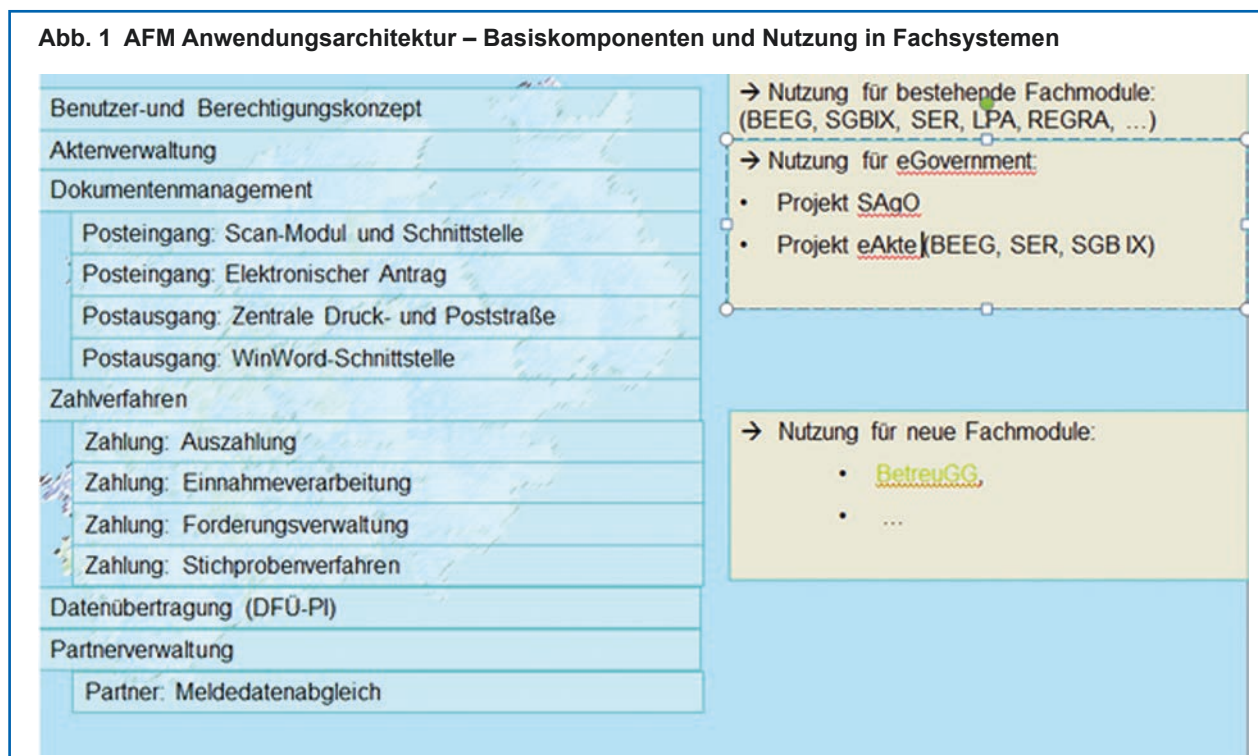 Abb. 1 AFM Anwendungsarchitektur – Basiskomponenten und Nutzung in Fachsystemen
Benutzer-und Berechtigungskonzept
Aktenverwaltung
Dokumentenmanagement
Posteingang: Scan-Modul und Schnittstelle
Posteingang: Elektronischer Antrag
Postausgang: Zentrale Druck- und Poststraße
Postausgang: WinWord-Schnittstelle
Zahlverfahren
Zahlung: Auszahlung
Zahlung: Einnahmeverarbeitung
Zahlung: Forderungsverwaltung
Zahlung: Stichprobenverfahren
Datenübertragung (DFÜ-PI)
Partnerverwaltung
Partner: Meldedatenabgleich
→ Nutzung für bestehende Fachmodule:
(BEEG, SGBIX, SER, LPA, REGRA, …)
→ Nutzung für eGovernment:
• Projekt SAgO
• Projekt eAkte (BEEG, SER, SGB IX)
→ Nutzung für neue Fachmodule:
• BetreuGG,
• …